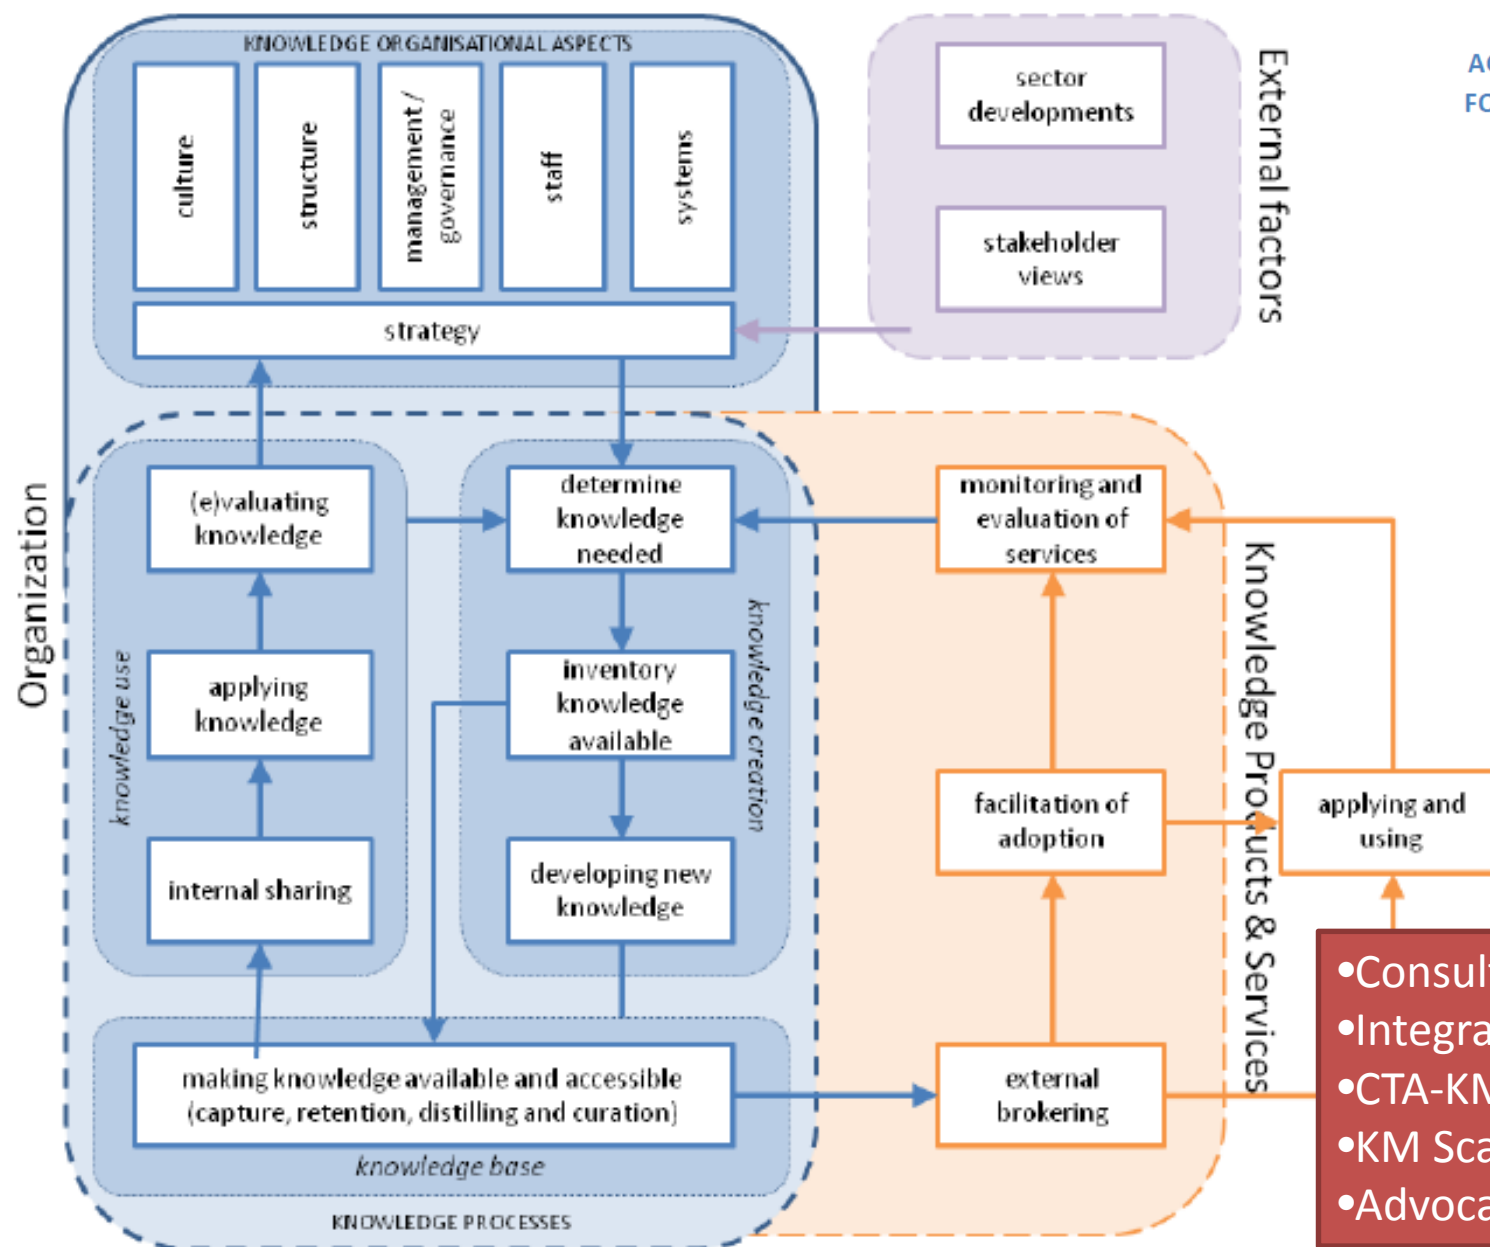 KNOWLEDGE ORGANISATIONAL ASPECTS
culture
structure
management /
governance
staff
systems
strategy
sector
developments
stakeholder
views
External factors
Organization
(e)valuating
knowledge
applying
knowledge
internal sharing
knowledge use
determine
knowledge
needed
inventory
knowledge
available
developing new
knowledge
knowledge creation
making knowledge available and accessible
(capture, retention, distilling and curation)
knowledge base
KNOWLEDGE PROCESSES
monitoring and
evaluation of
services
facilitation of
adoption
external
brokering
Knowledge Products & Services
applying and
using
•CTA-KM
•KM